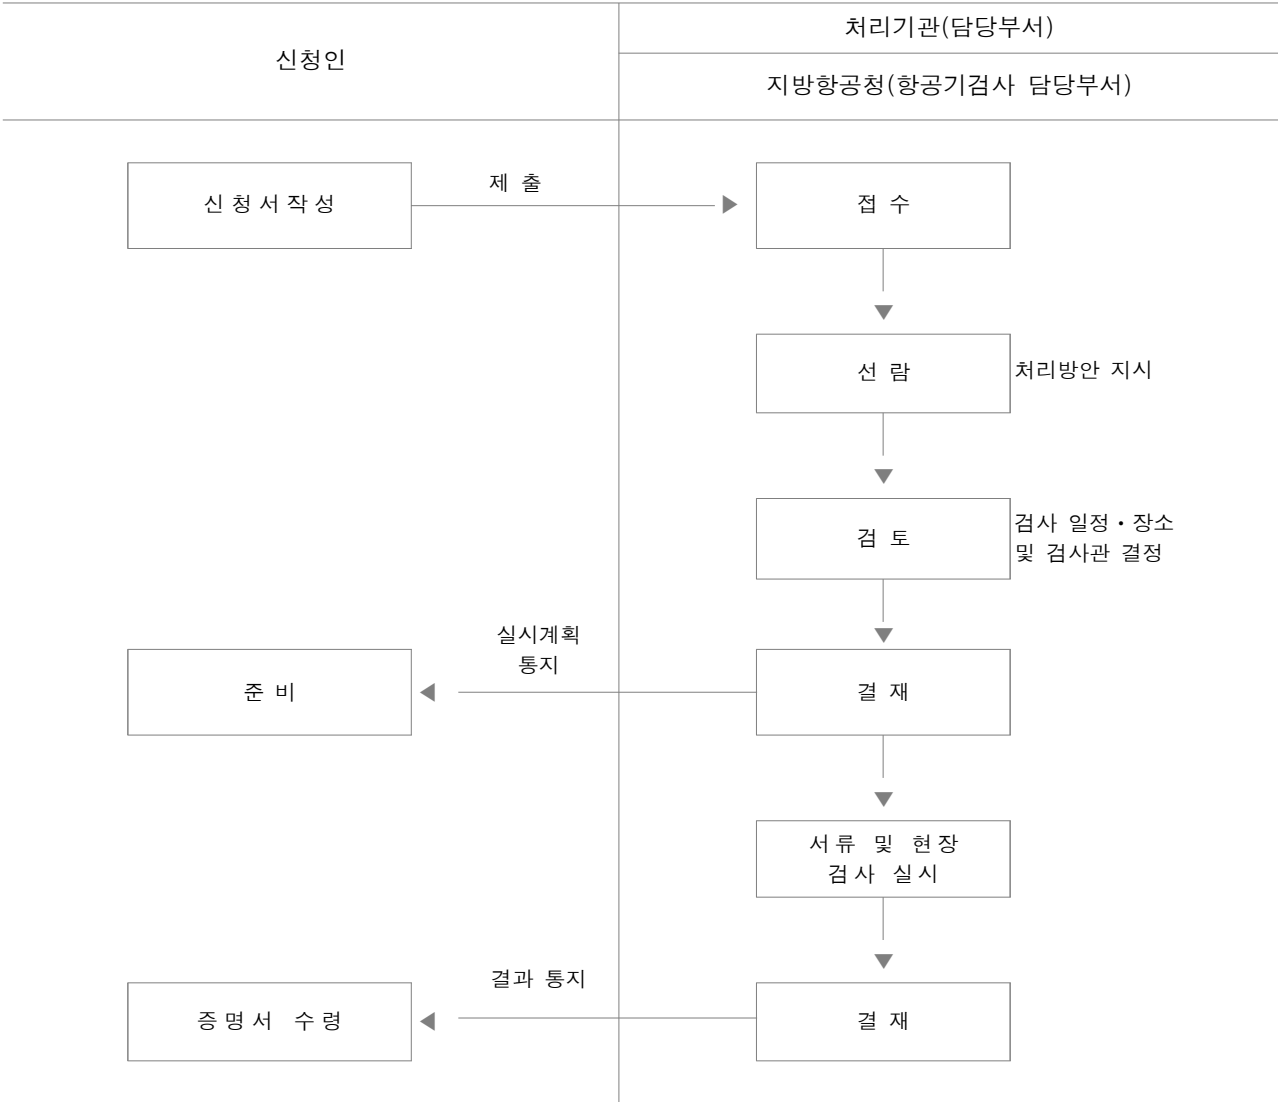 신청인
처리기관(담당부서)
지방항공청(항공기검사 담당부서)
신청서작성
제 출
접 수
선 람
처리방안 지시
검 토
검사 일정·장소
및 검사관 결정
실시계획
통지
준 비
결 재
서류 및 현장
검사 실시
결과 통지
증명서 수령
결 재